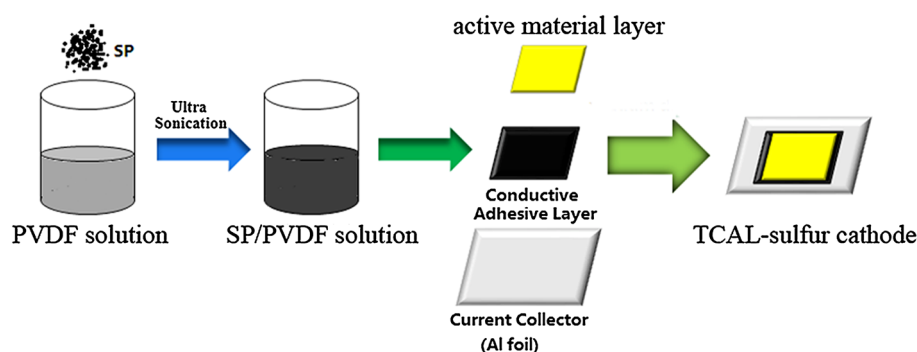 SP
PVDF solution
Ultra
Sonication
SP/PVDF solution
active material layer
Conductive
Adhesive Layer
Current Collector
(Al foil)
TCAL-sulfur cathode